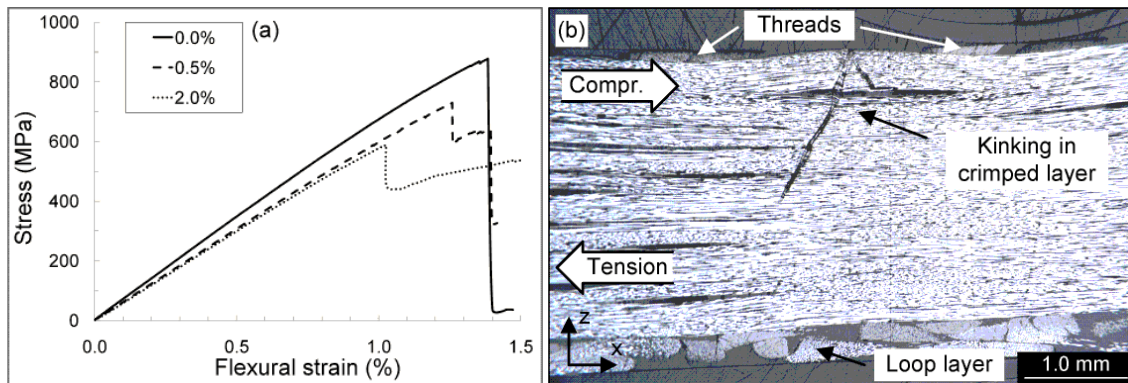 (a)
1000
800
600
400
200
0
Stress (MPa)
0.0%
0.5%
2.0%
0.0
0.5
1.0
1.5
Flexural strain (%)
(b)
Threads
Compr.
Kinking in
crimped layer
Tension
z
x
Loop layer
1.0 mm